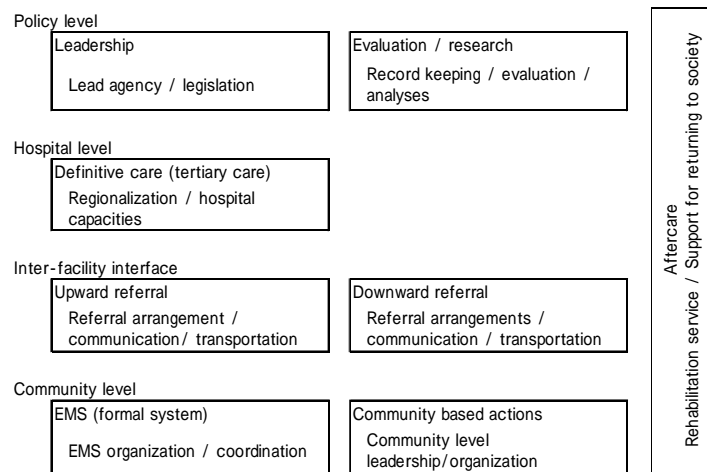 Policy level
Leadership
Lead agency / legislation
Evaluation / research
Record keeping / evaluation /
analyses
Hospital level
Definitive care (tertiary care)
Regionalization / hospital
capacities
Inter-facility interface
Upward referral
Referral arrangement /
communication/ transportation
Downward referral
Referral arrangements /
communication / transportation
Community level
EMS (formal system)
EMS organization / coordination
Community based actions
Community level
leadership/organization
Aftercare
Rehabilitation service / Support for returning to society